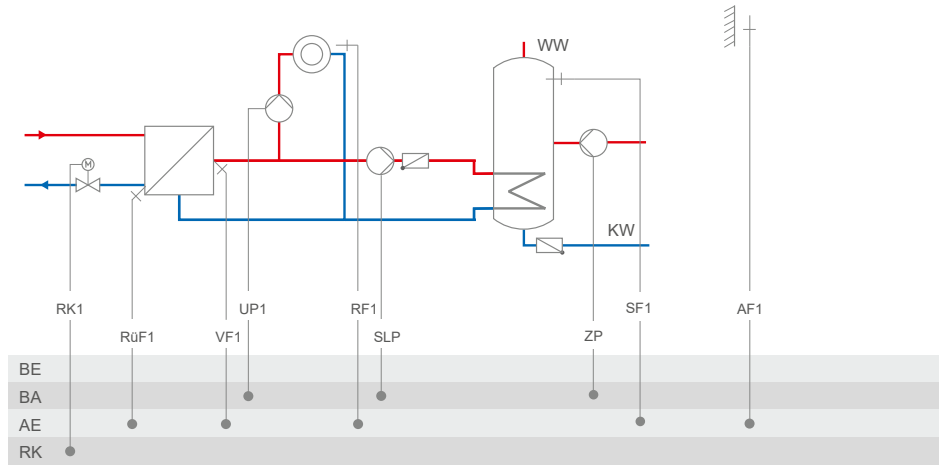 WW
M
KW
RK1 UP1 RF1 SF1 AF1
RüF1 VF1 SLP ZP
BE
BA
AE
RK